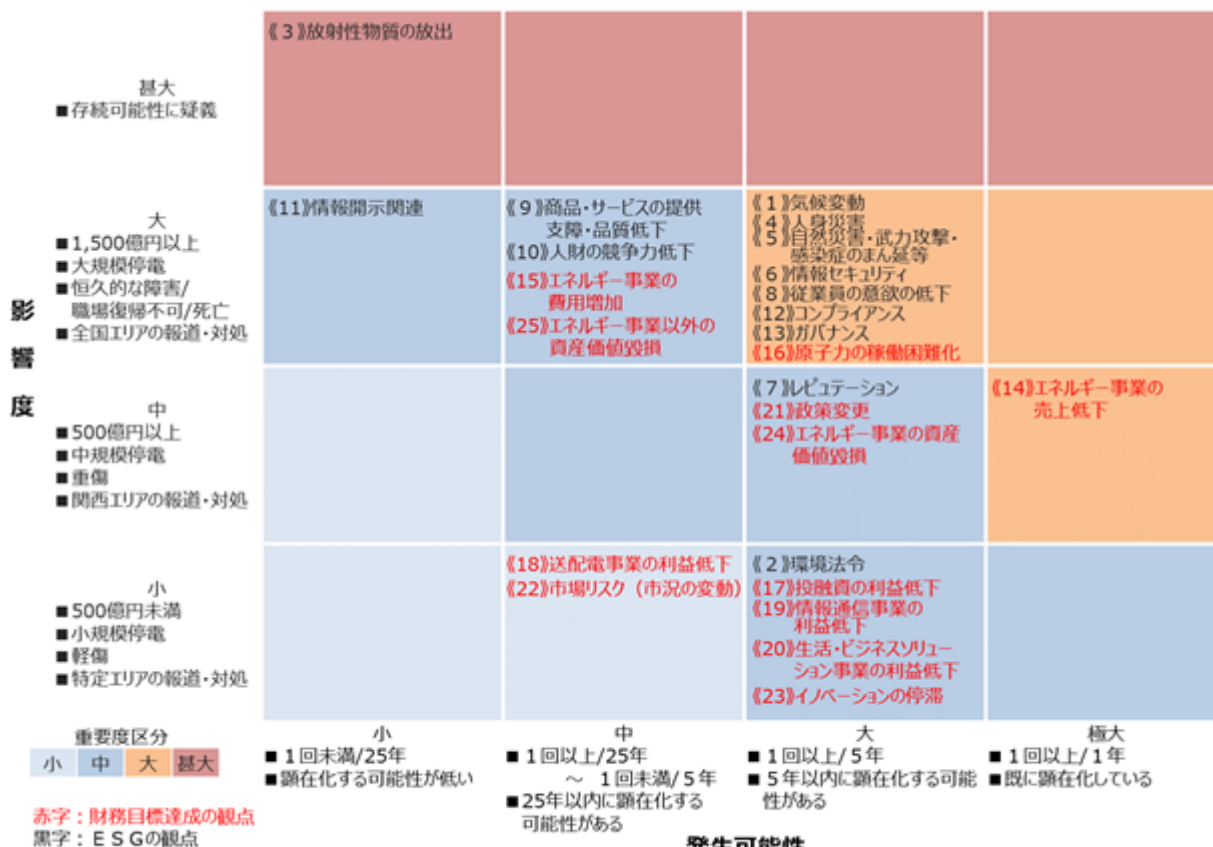 《3》放射性物質の放出
甚大
■存続可能性に疑義
《11》情報開示関連
《9》商品・サービスの提供
支障・品質低下
《10》人財の競争力低下
《15》エネルギー事業の
費用増加
《25》エネルギー事業以外の
資産価値毀損
《1》気候変動
《4》人身災害
《5》自然災害・武力攻撃・
感染症のまん延等
《6》情報セキュリティ
《8》従業員の意欲の低下
《12》コンプライアンス
《13》ガバナンス
《16》原子力の稼働困難化
大
■1,500億円以上
■大規模停電
■恒久的な障害/
職場復帰不可/死亡
■全国エリアの報道・対処
影響度
《7》レピュテーション
《21》政策変更
《24》エネルギー事業の資産
価値毀損
《14》エネルギー事業の
売上低下
中
■500億円以上
■中規模停電
■重傷
■関西エリアの報道・対処
《18》送配電事業の利益低下
《22》市場リスク（市況の変動）
《2》環境法令
《17》投融資の利益低下
《19》情報通信事業の
利益低下
《20》生活・ビジネスソリュー
ション事業の利益低下
《23》イノベーションの停滞
小
■500億円未満
■小規模停電
■軽傷
■特定エリアの報道・対処
重要度区分
小 中 大 甚大
赤字：財務目標達成の観点
黒字：ＥＳＧの観点
小
■1回未満/25年
■顕在化する可能性が低い
中
■1回以上/25年
～ 1回未満/5年
■25年以内に顕在化する
可能性がある
大
■1回以上/5年
■5年以内に顕在化する可能
性がある
極大
■1回以上/1年
■既に顕在化している
発生可能性